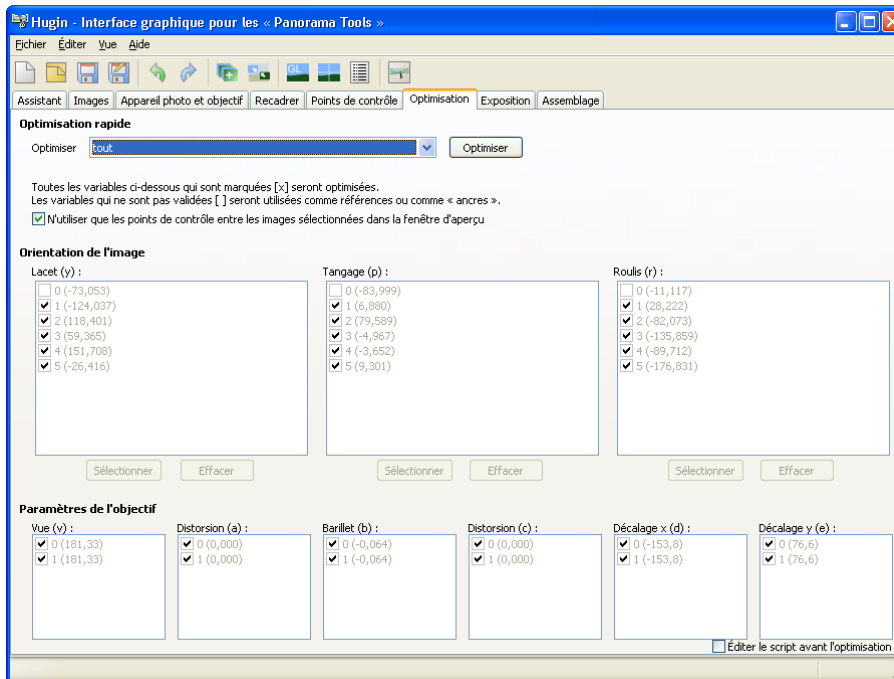 Hugin - Interface graphique pour les « Panorama Tools »
Fichier Éditer Vue Aide
GL
Assistant Images Appareil photo et objectif Recadrer Points de contrôle Optimisation Exposition Assemblage
Optimisation rapide
Optimiser tout Optimiser
Toutes les variables ci-dessous qui sont marquées [x] seront optimisées.
Les variables qui ne sont pas validées [ ] seront utilisées comme références ou comme « ancres ».
N'utiliser que les points de contrôle entre les images sélectionnées dans la fenêtre d'aperçu
Orientation de l'image
Lacet (y) : Tangage (p) : Roulis (r) :
0 (-73,053) 0 (-83,999) 0 (-11,117)
1 (-124,037) 1 (6,880) 1 (28,222)
2 (118,401) 2 (79,589) 2 (-82,073)
3 (59,365) 3 (-4,967) 3 (-135,859)
4 (151,708) 4 (-3,652) 4 (-89,712)
5 (-26,416) 5 (9,301) 5 (-176,831)
Sélectionner Effacer Sélectionner Effacer Sélectionner Effacer
Paramètres de l'objectif
Vue (v) : Distorsion (a) : Barillet (b) : Distorsion (c) : Décalage x (d) : Décalage y (e) :
0 (181,33) 0 (0,000) 0 (-0,064) 0 (0,000) 0 (-153,8) 0 (76,6)
1 (181,33) 1 (0,000) 1 (-0,064) 1 (0,000) 1 (-153,8) 1 (76,6)
Éditer le script avant l'optimisation